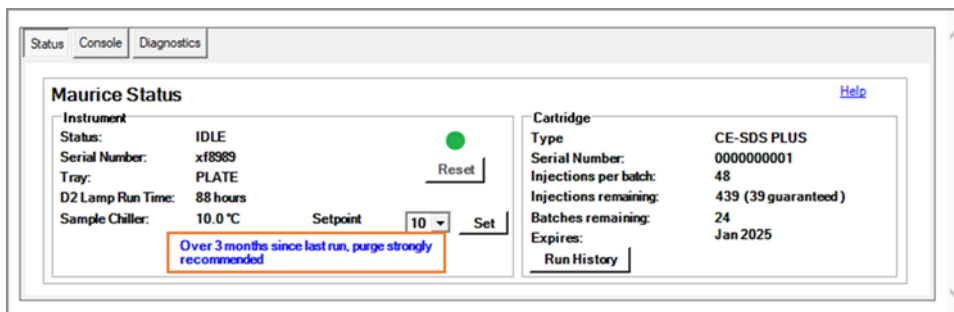 Status Console Diagnostics
Maurice Status
Help
Instrument
Status: IDLE
Serial Number: xf8989
Reset
Tray: PLATE
D2 Lamp Run Time: 88 hours
Sample Chiller: 10.0 °C Setpoint 10 Set
Over 3 months since last run, purge strongly
recommended
Cartridge
Type CE-SDS PLUS
Serial Number: 0000000001
Injections per batch: 48
Injections remaining: 439 (39 guaranteed )
Batches remaining: 24
Expires: Jan 2025
Run History